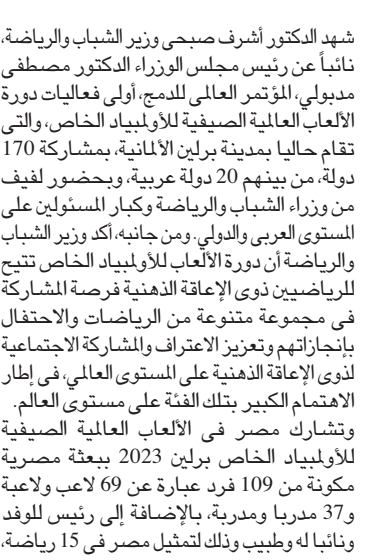 شهد الدكتور أشرف صبحى وزير الشباب والرياضة،
نائباً عن رئيس مجلس الوزراء الدكتور مصطفى
مدبولي، المؤتمر العالمى للدمج، أولى فعاليات دورة
الألعاب العالمية الصيفية للأولمبياد الخاص، والتى
تقام حاليا بمدينة برلين الألمانية، بمشاركة 170
دولة، من بينهم 20 دولة عربية، وبحضور لفيف
من وزراء الشباب والرياضة وكبار المسئولين على
المستوى العربى والدولي. ومن جانبه، أكد وزير الشباب
والرياضة أن دورة الألعاب للأولمبياد الخاص تتيح
للرياضيين ذوى الإعاقة الذهنية فرصة المشاركة
فى مجموعة متنوعة من الرياضات والاحتفال
بإنجازاتهم وتعزيز الاعتراف والمشاركة الاجتماعية
لذوى الإعاقة الذهنية على المستوى العالمي، فى إطار
الاهتمام الكبير بتلك الفئة على مستوى العالم.
وتشارك مصر فى الألعاب العالمية الصيفية
للأولمبياد الخاص برلين 2023 ببعثة مصرية
مكونة من 109 فرد عبارة عن 69 لاعب ولاعبة
و37 مدربا ومدربة، بالإضافة إلى رئيس للوفد
ونائبا له وطبيب وذلك لتمثيل مصر فى 15 رياضة،